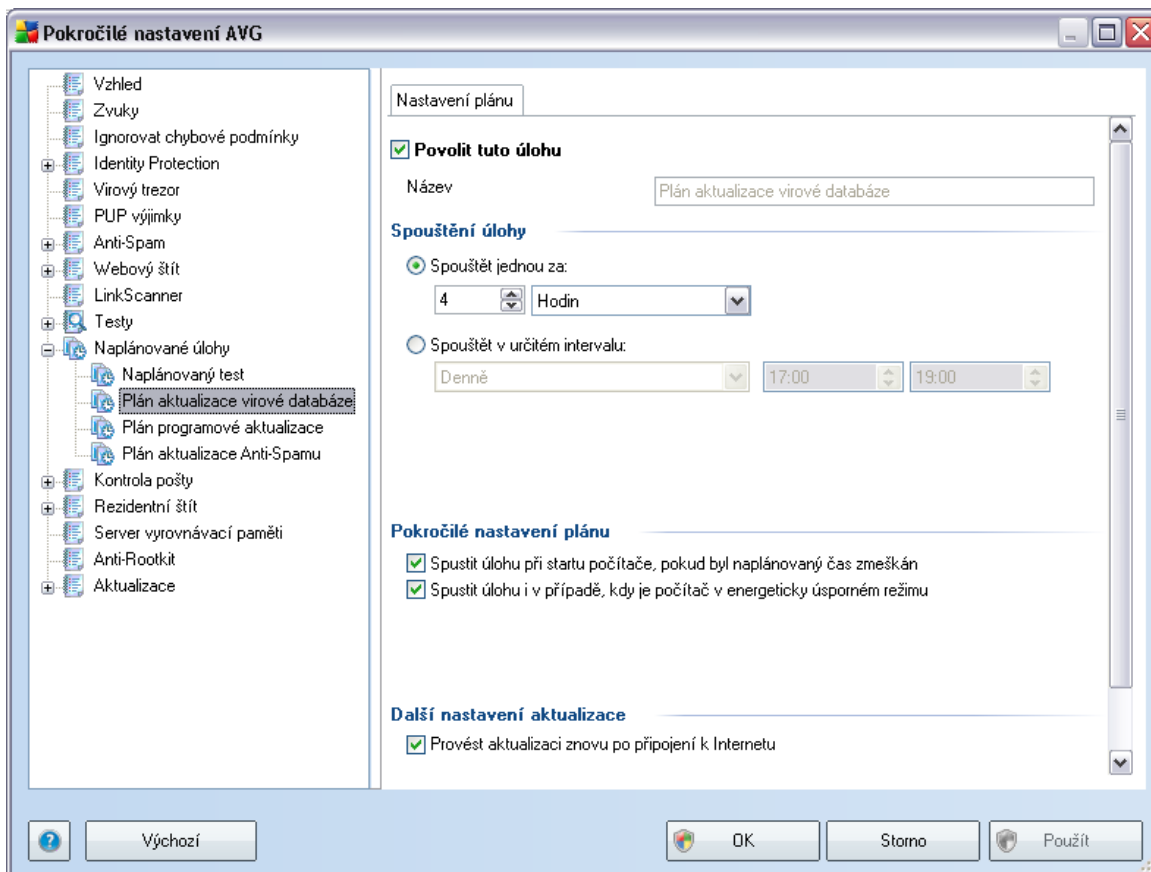 Pokročilé nastavení AVG
Vzhled
Zvuky
Ignorovat chybové podmínky
Identity Protection
Virový trezor
PUP výjimky
Anti-Spam
Webový štít
LinkScanner
Testy
Naplánované úlohy
Naplánovaný test
Plán aktualizace virové databáze
Plán programové aktualizace
Plán aktualizace Anti-Spamu
Kontrola pošty
Rezidentní štít
Server vyrovnávací paměti
Anti-Rootkit
Aktualizace
Nastavení plánu
Povolit tuto úlohu
Název Plán aktualizace virové databáze
Spouštění úlohy
Spouštět jednou za:
4 Hodin
Spouštět v určitém intervalu:
Denně 17:00 19:00
Pokročilé nastavení plánu
Spustit úlohu při startu počítače, pokud byl naplánovaný čas zmeškán
Spustit úlohu i v případě, kdy je počítač v energeticky úsporném režimu
Další nastavení aktualizace
Provést aktualizaci znovu po připojení k Internetu
? Výchozí OK Storno Použít